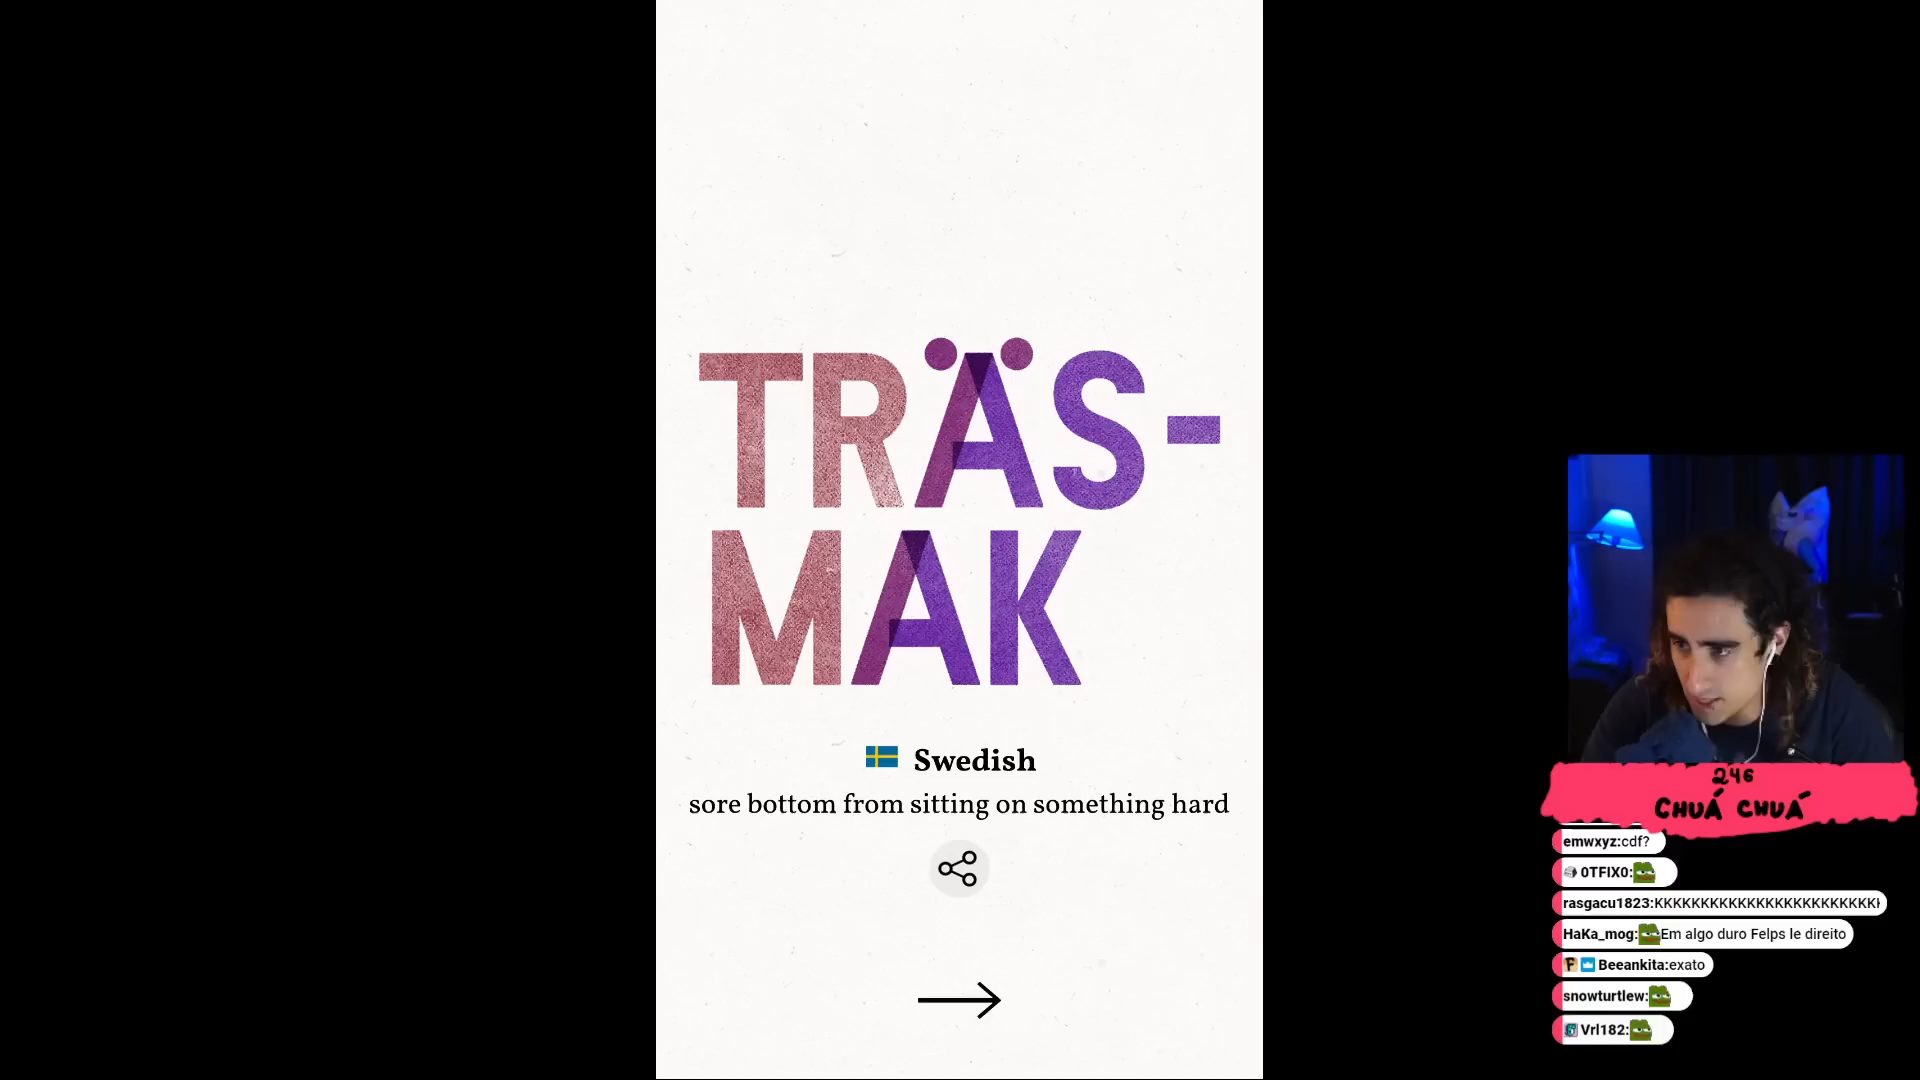 TRÄS-
MAK
Swedish
sore bottom from sitting on something hard
246
CHUÁ CHUÁ
emwxyz:cdf?
0TFIX0:
rasgacu1823:KKKKKKKKKKKKKKKKKKKKKKKK
HaKa_mog:Em algo duro Felps le direito
Beeankita:exato
snowturtlew:
Vrl182: